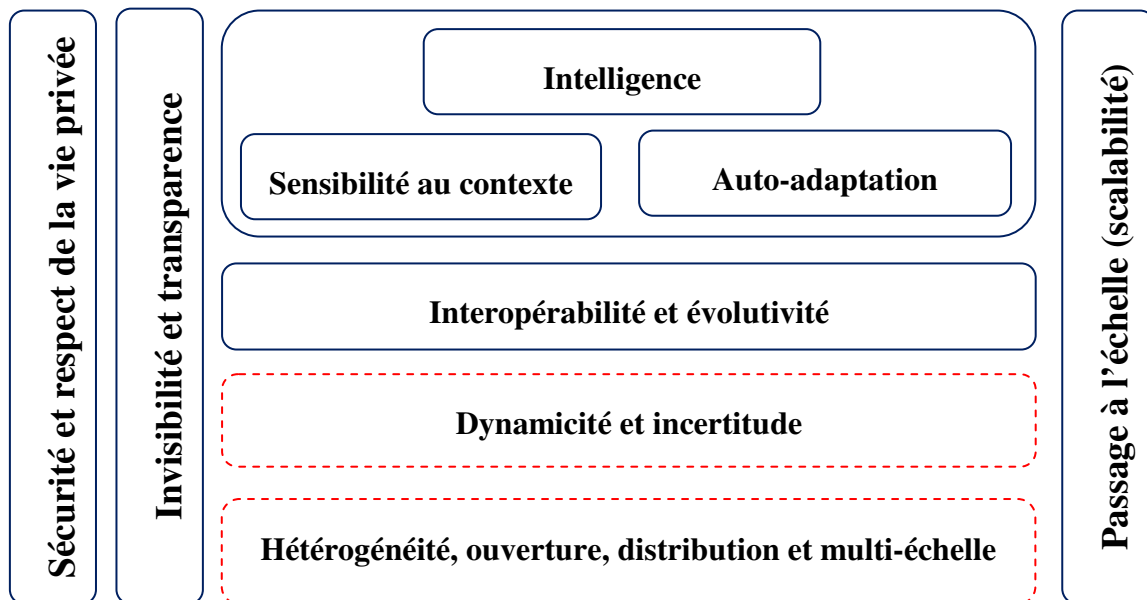 Sécurité et respect de la vie privée
Invisibilité et transparence
Intelligence
Sensibilité au contexte
Auto-adaptation
Interopérabilité et évolutivité
Dynamicité et incertitude
Hétérogénéité, ouverture, distribution et multi-échelle
Passage à l’échelle (scalabilité)